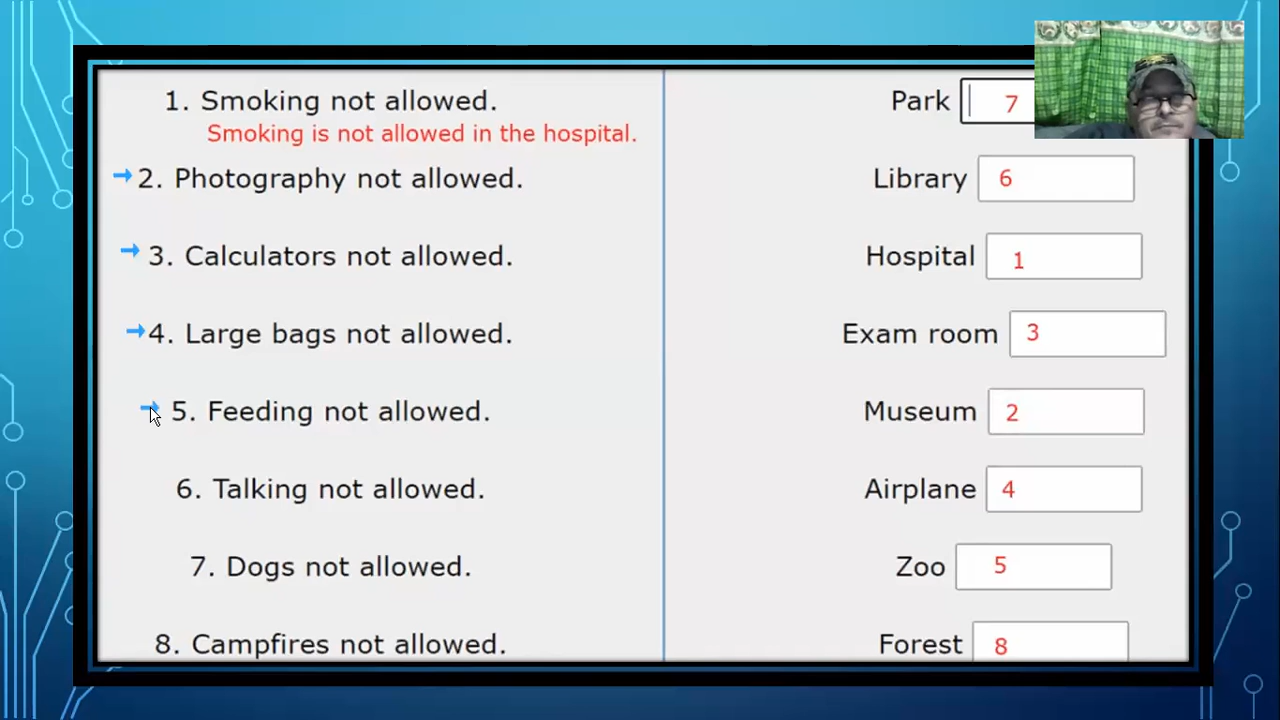 1. Smoking not allowed.
Smoking is not allowed in the hospital.
2. Photography not allowed.
3. Calculators not allowed.
4. Large bags not allowed.
5. Feeding not allowed.
6. Talking not allowed.
7. Dogs not allowed.
8. Campfires not allowed.
Park 7
Library 6
Hospital 1
Exam room 3
Museum 2
Airplane 4
Zoo 5
Forest 8